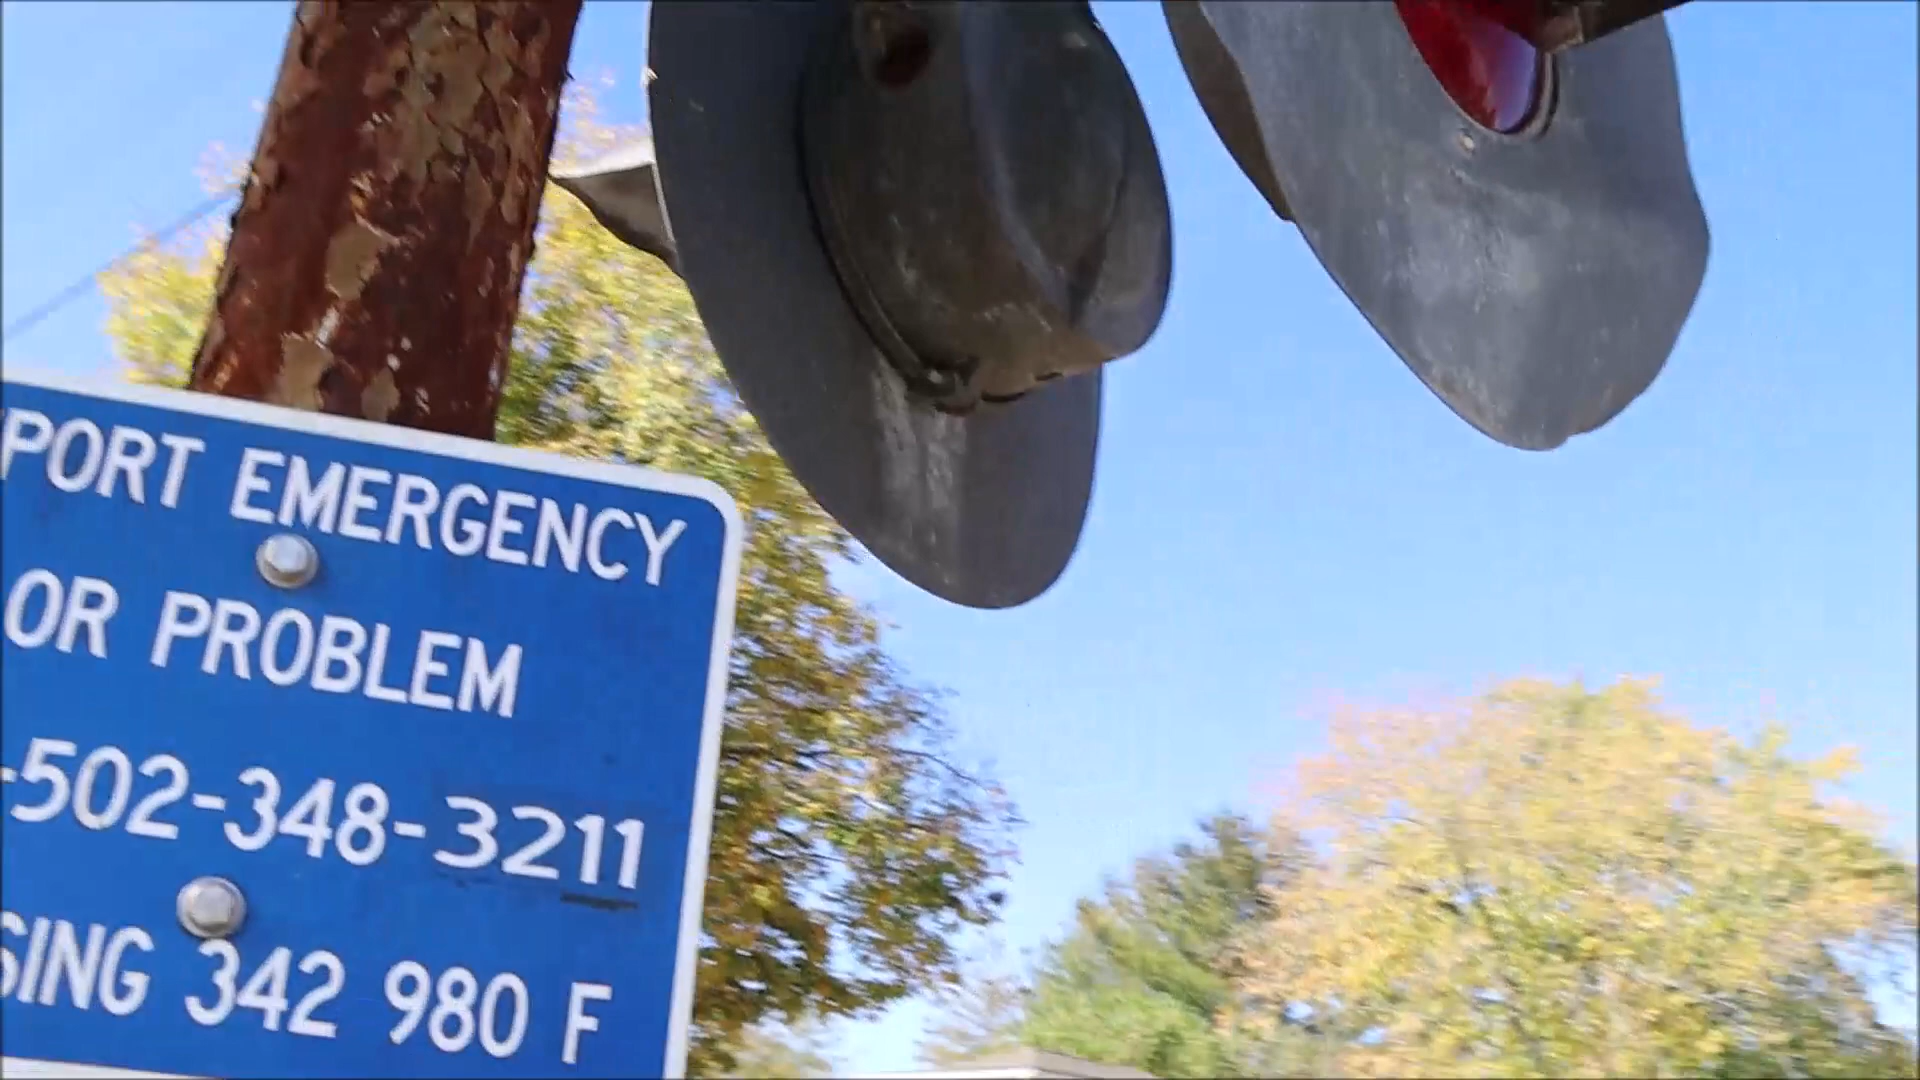 PORT EMERGENCY
OR PROBLEM
-502-348-3211
SING 342 980 F